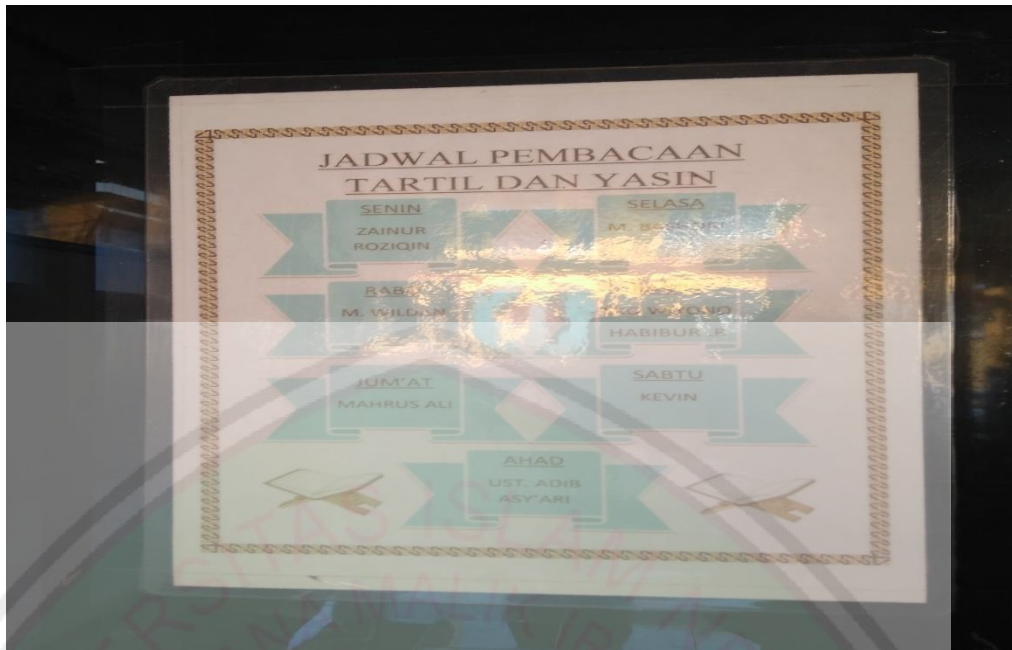 JADWAL PEMBACAAN
TARTIL DAN YASIN
SENIN
ZAINUR
ROZIQIN
SELASA
M.
M. WILDAN
HABIBUR
JUM'AT
MAHRUS ALI
SABTU
KEVIN
AHAD
UST. ADIB
ASY'ARI
ISLAM